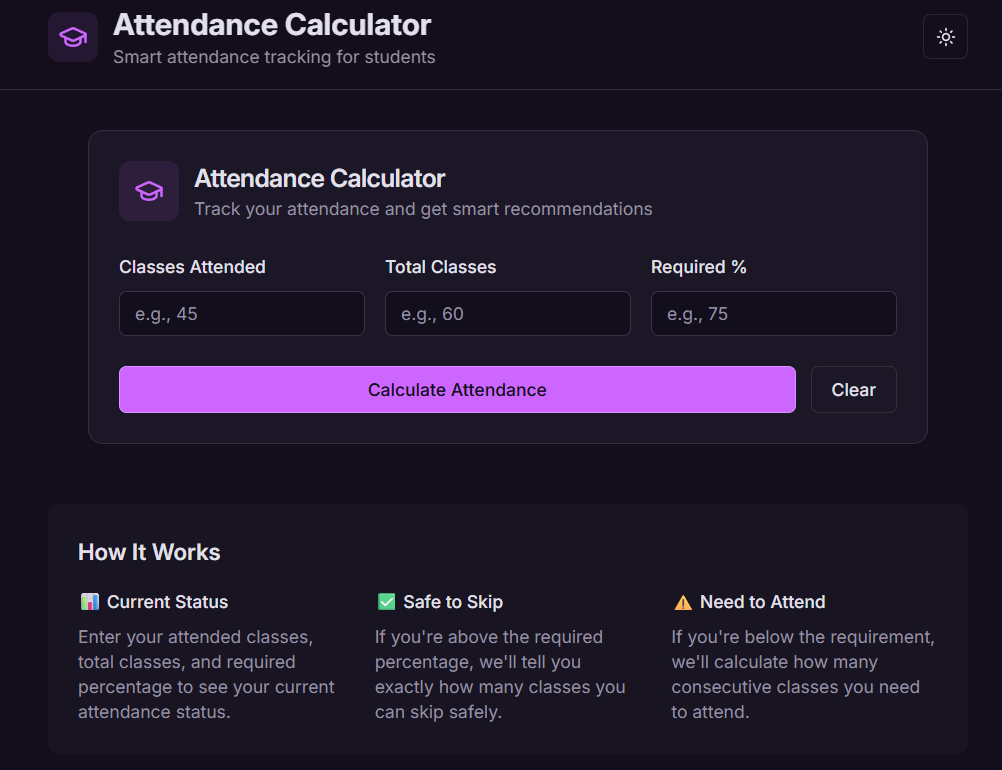 Attendance Calculator
Smart attendance tracking for students
Attendance Calculator
Track your attendance and get smart recommendations
Classes Attended
Total Classes
Required %
e.g., 45
e.g., 60
e.g., 75
Calculate Attendance
Clear
How It Works
📊 Current Status
Enter your attended classes,
total classes, and required
percentage to see your current
attendance status.
✅ Safe to Skip
If you're above the required
percentage, we'll tell you
exactly how many classes you
can skip safely.
⚠️ Need to Attend
If you're below the requirement,
we'll calculate how many
consecutive classes you need
to attend.